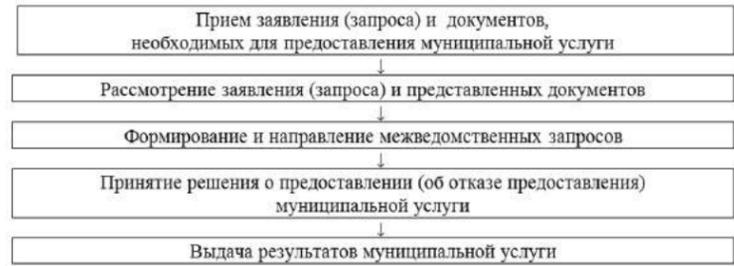 Прием заявления (запроса) и документов,
необходимых для предоставления муниципальной услуги
↓
Рассмотрение заявления (запроса) и представленных документов
↓
Формирование и направление межведомственных запросов
↓
Принятие решения о предоставлении (об отказе предоставления)
муниципальной услуги
↓
Выдача результатов муниципальной услуги